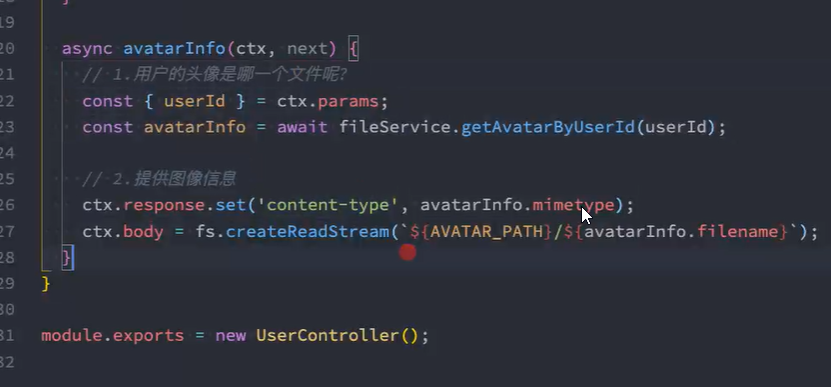 19
20 async avatarInfo(ctx, next) {
21 // 1.用户的头像是哪一个文件呢?
22 const { userId } = ctx.params;
23 const avatarInfo = await fileService.getAvatarByUserId(userId);
24
25 // 2.提供图像信息
26 ctx.response.set('content-type', avatarInfo.mimetype);
27 ctx.body = fs.createReadStream(`${AVATAR_PATH}/${avatarInfo.filename}`);
28 }
29 }
30
31 module.exports = new UserController();
32